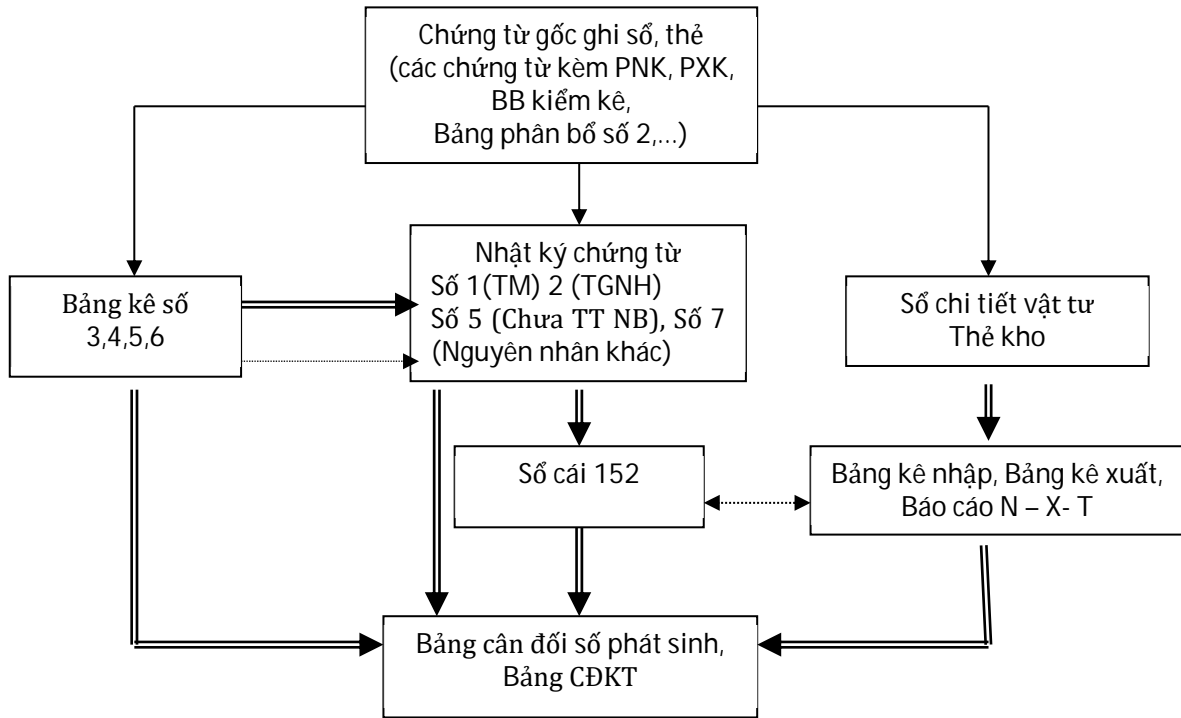 Chứng từ gốc ghi sổ, thẻ
(các chứng từ kèm PNK, PXK,
BB kiểm kê,
Bảng phân bổ số 2,...)
Bảng kê số
3,4,5,6
Nhật ký chứng từ
Số 1(TM) 2 (TGNH)
Số 5 (Chưa TT NB), Số 7
(Nguyên nhân khác)
Sổ chi tiết vật tư
Thẻ kho
Sổ cái 152
Bảng kê nhập, Bảng kê xuất,
Báo cáo N – X- T
Bảng cân đối số phát sinh,
Bảng CĐKT